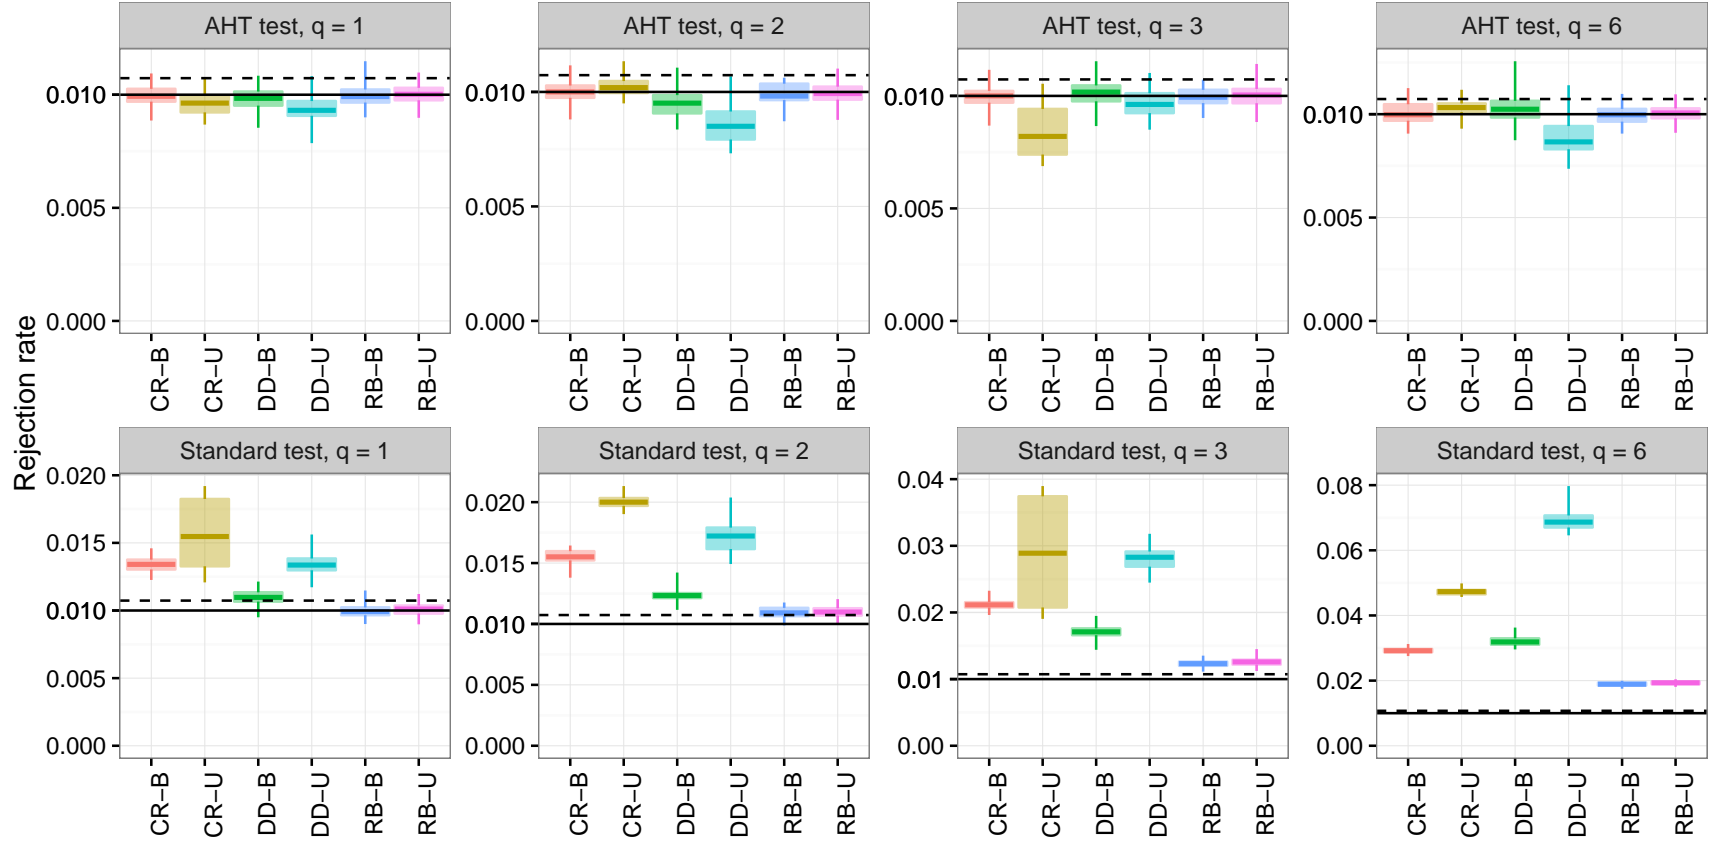 Rejection rate
AHT test, q = 1
0.010
0.005
0.000
CR−B CR−U DD−B DD−U RB−B RB−U
AHT test, q = 2
0.010
0.005
0.000
CR−B CR−U DD−B DD−U RB−B RB−U
AHT test, q = 3
0.010
0.005
0.000
CR−B CR−U DD−B DD−U RB−B RB−U
AHT test, q = 6
0.010
0.005
0.000
CR−B CR−U DD−B DD−U RB−B RB−U
Standard test, q = 1
0.020
0.015
0.010
0.005
0.000
CR−B CR−U DD−B DD−U RB−B RB−U
Standard test, q = 2
0.020
0.015
0.010
0.005
0.000
CR−B CR−U DD−B DD−U RB−B RB−U
Standard test, q = 3
0.04
0.03
0.02
0.01
0.00
CR−B CR−U DD−B DD−U RB−B RB−U
Standard test, q = 6
0.08
0.06
0.04
0.02
0.00
CR−B CR−U DD−B DD−U RB−B RB−U